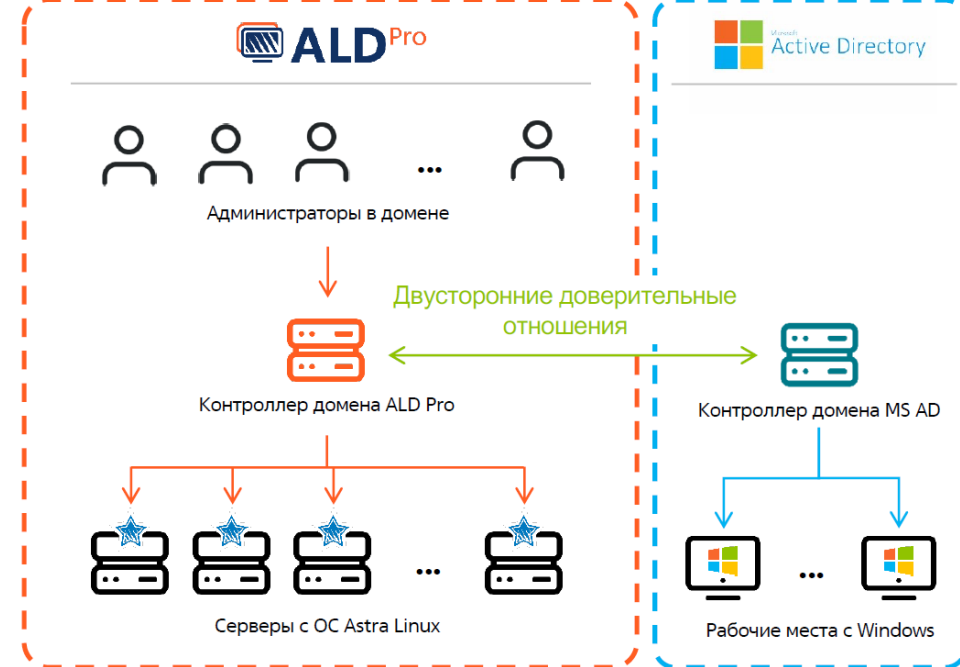 ALD Pro
Microsoft
Active Directory
...
Администраторы в домене
Двусторонние доверительные
отношения
Контроллер домена ALD Pro
Контроллер домена MS AD
...
...
Серверы с ОС Astra Linux
Рабочие места с Windows